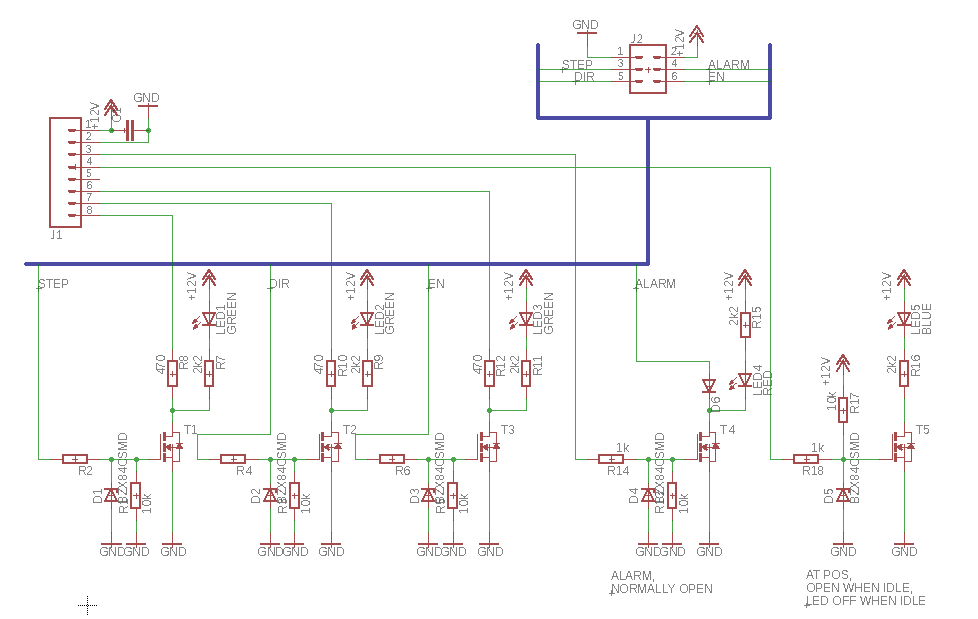 GND
J2
+12V
1
2
STEP
3
4
ALARM
DIR
5
6
EN
+12V
GND
1
2
3
4
5
6
7
8
J1
STEP
DIR
EN
ALARM
+12V
+12V
+12V
+12V
+12V
LED1
GREEN
LED2
GREEN
LED3
GREEN
2k2
R15
LED5
BLUE
470
R8
2k2
R7
470
R10
2k2
R9
470
R12
2k2
R11
D6
LED4
RED
+12V
10k
R17
2k2
R16
T1
T2
T3
T4
T5
R2
R4
R6
1k
R14
1k
R18
D1
BZX84CSMD
10k
D2
BZX84CSMD
10k
D3
BZX84CSMD
10k
D4
BZX84CSMD
10k
D5
BZX84CSMD
GND
GND
GND
GND
GND
GND
GND
GND
GND
GND
GND
GND
GND
GND
ALARM,
NORMALLY OPEN
AT POS,
OPEN WHEN IDLE,
LED OFF WHEN IDLE